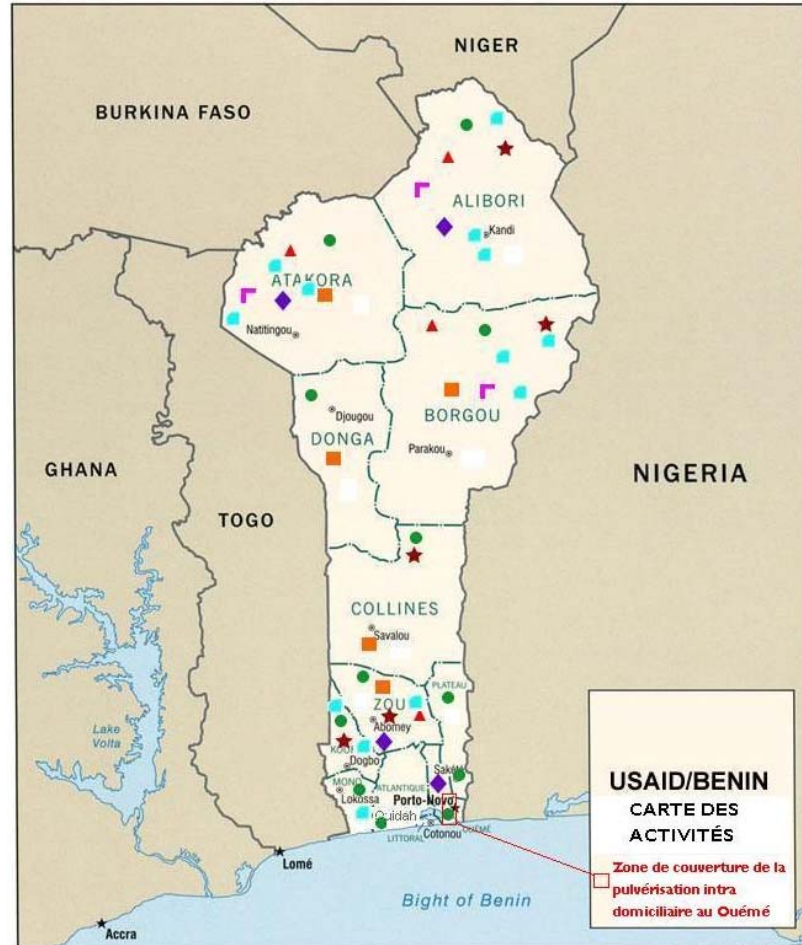 NIGER
BURKINA FASO
ALIBORI
Kandi
ATAKORA
Natitingou
Djougou
BORGOU
DONGA
Parakou
GHANA
NIGERIA
TOGO
COLLINES
Savalou
PLATEAU
ZOU
Abomey
Lake
Volta
Dogbo
Sakété
MONO
ATLANTIQUE
Lokossa
Porto-Novo
Ouidah
Cotonou
OUÉMÉ
LITTORAL
Volta
Lomé
Bight of Benin
Accra
USAID/BENIN
CARTE DES
ACTIVITÉS
Zone de couverture de la
pulvérisation intra
domiciliaire au Ouémé